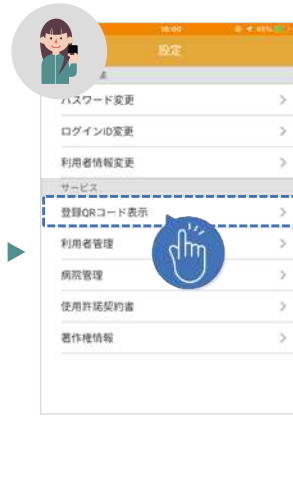 16:00 48%
設定
パスワード変更
ログインID変更
利用者情報変更
サービス
登録QRコード表示
利用者管理
病院管理
使用許諾契約書
著作権情報